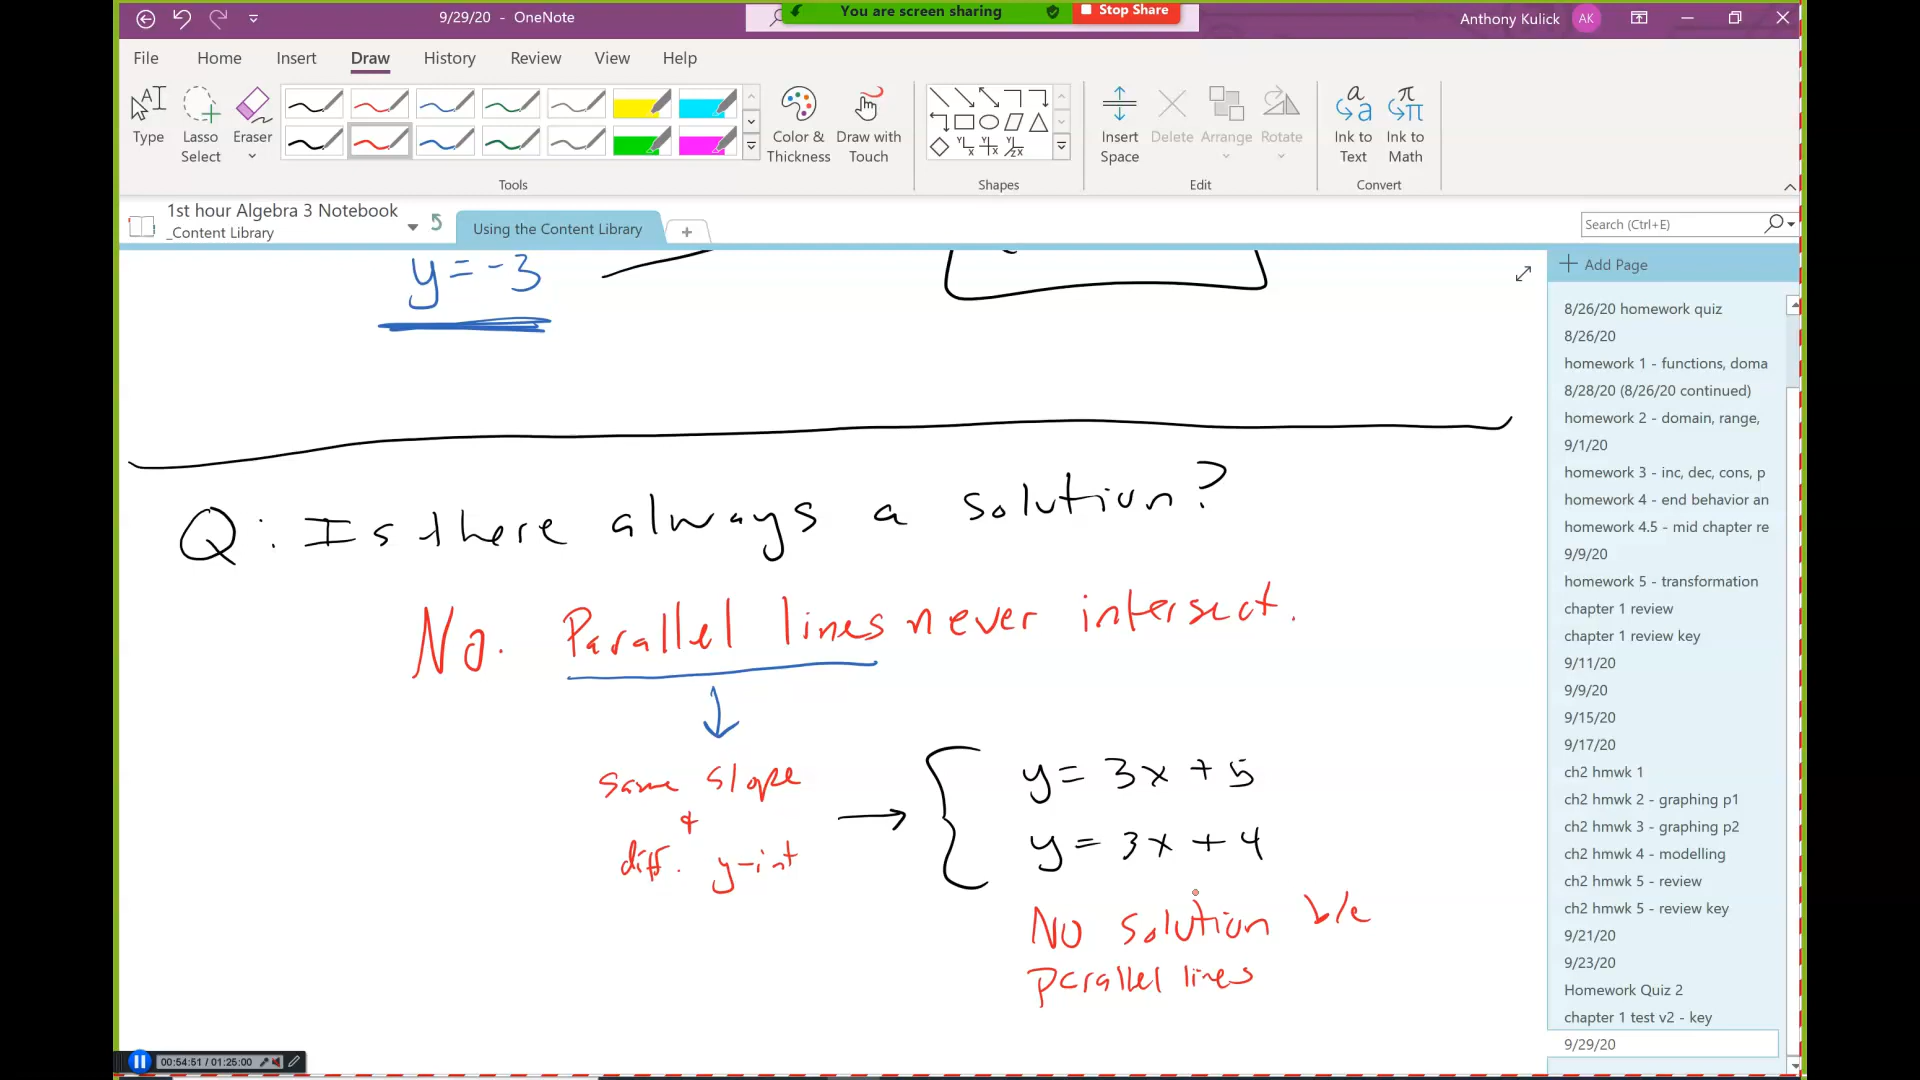 9/29/20 - OneNote
You are screen sharing
Stop Share
Anthony Kulick
AK
File Home Insert Draw History Review View Help
Type
Lasso Select
Eraser
Color & Thickness
Draw with Touch
Insert Space
Delete
Arrange
Rotate
a
a
Ink to Text
π
π
Ink to Math
Tools
Shapes
Edit
Convert
1st hour Algebra 3 Notebook
_Content Library
Using the Content Library
Search (Ctrl+E)
Add Page
y = -3
Q: Is there always a solution?
No. Parallel lines never intersect.
same slope
&
diff. y-int
y = 3x + 5
y = 3x + 4
No solution b/c
parallel lines
8/26/20 homework quiz
8/26/20
homework 1 - functions, doma
8/28/20 (8/26/20 continued)
homework 2 - domain, range,
9/1/20
homework 3 - inc, dec, cons, p
homework 4 - end behavior an
homework 4.5 - mid chapter re
9/9/20
homework 5 - transformation
chapter 1 review
chapter 1 review key
9/11/20
9/9/20
9/15/20
9/17/20
ch2 hmwk 1
ch2 hmwk 2 - graphing p1
ch2 hmwk 3 - graphing p2
ch2 hmwk 4 - modelling
ch2 hmwk 5 - review
ch2 hmwk 5 - review key
9/21/20
9/23/20
Homework Quiz 2
chapter 1 test v2 - key
9/29/20
00:54:51 / 01:25:00